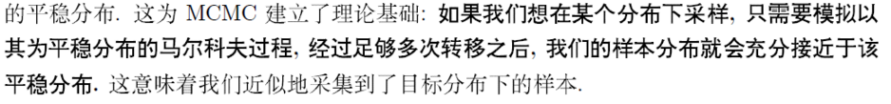 的平稳分布. 这为 MCMC 建立了理论基础: 如果我们想在某个分布下采样, 只需要模拟以
其为平稳分布的马尔科夫过程, 经过足够多次转移之后, 我们的样本分布就会充分接近于该
平稳分布. 这意味着我们近似地采集到了目标分布下的样本.